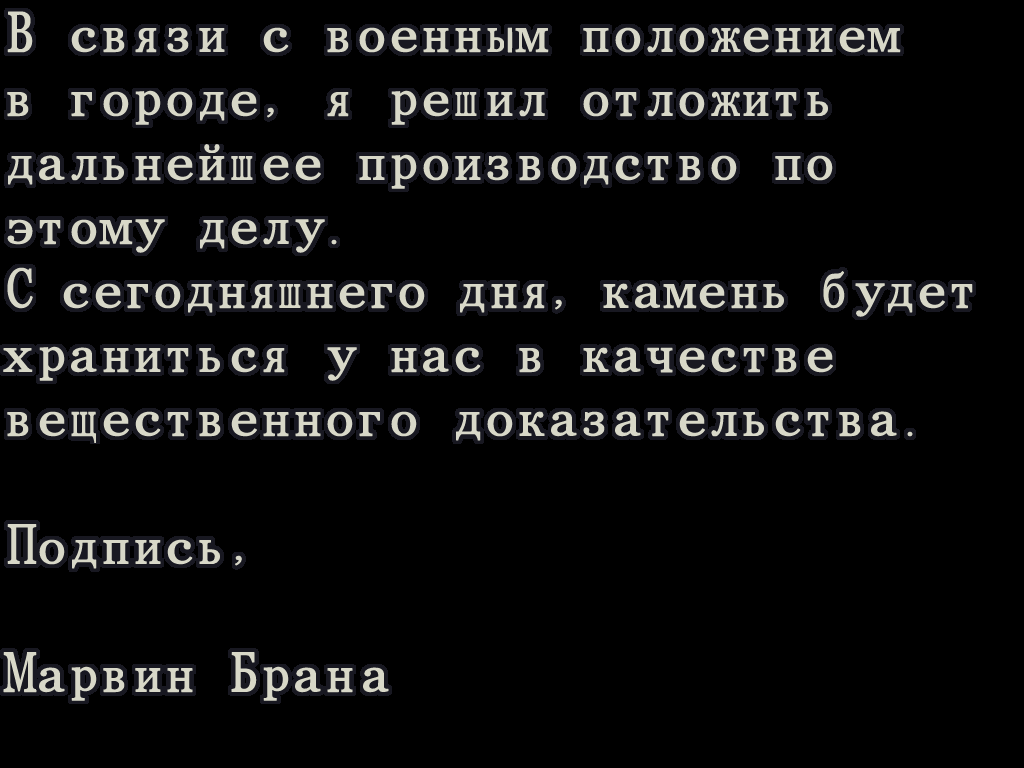 В связи с военным положением
в городе, я решил отложить
дальнейшее производство по
этому делу.
С сегодняшнего дня, камень будет
храниться у нас в качестве
вещественного доказательства.
Подпись,
Марвин Брана